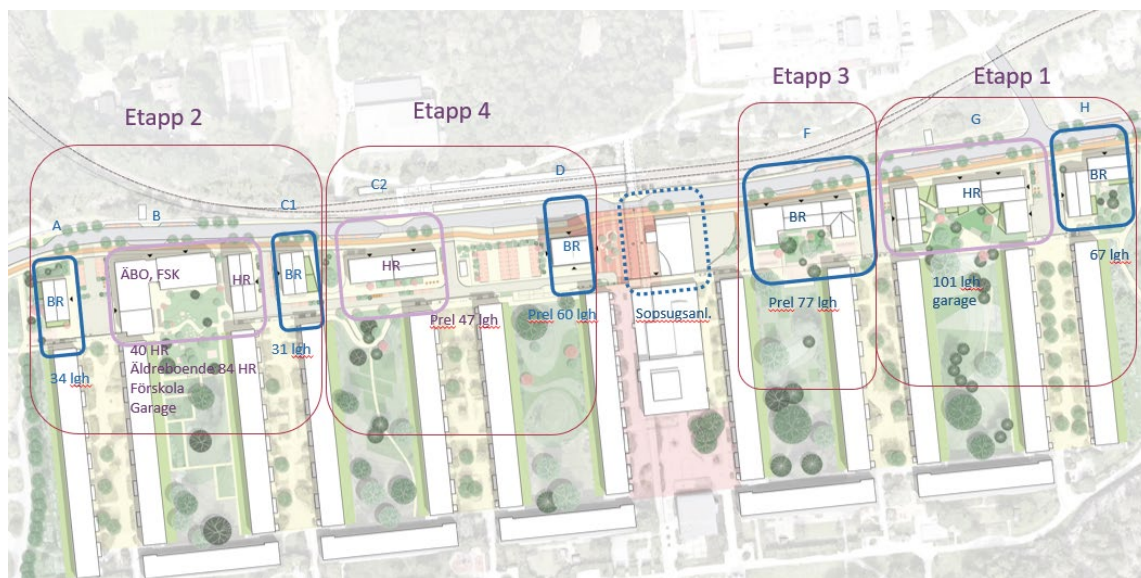 Etapp 2
Etapp 4
Etapp 3
Etapp 1
A
B
C1
C2
D
F
G
H
BR
ÄBO, FSK
HR
BR
HR
BR
BR
HR
BR
34 lgh
40 HR
Äldreboende 84 HR
Förskola
Garage
31 lgh
Prel 47 lgh
Prel 60 lgh
Sopsugsanl.
Prel 77 lgh
101 lgh
garage
67 lgh